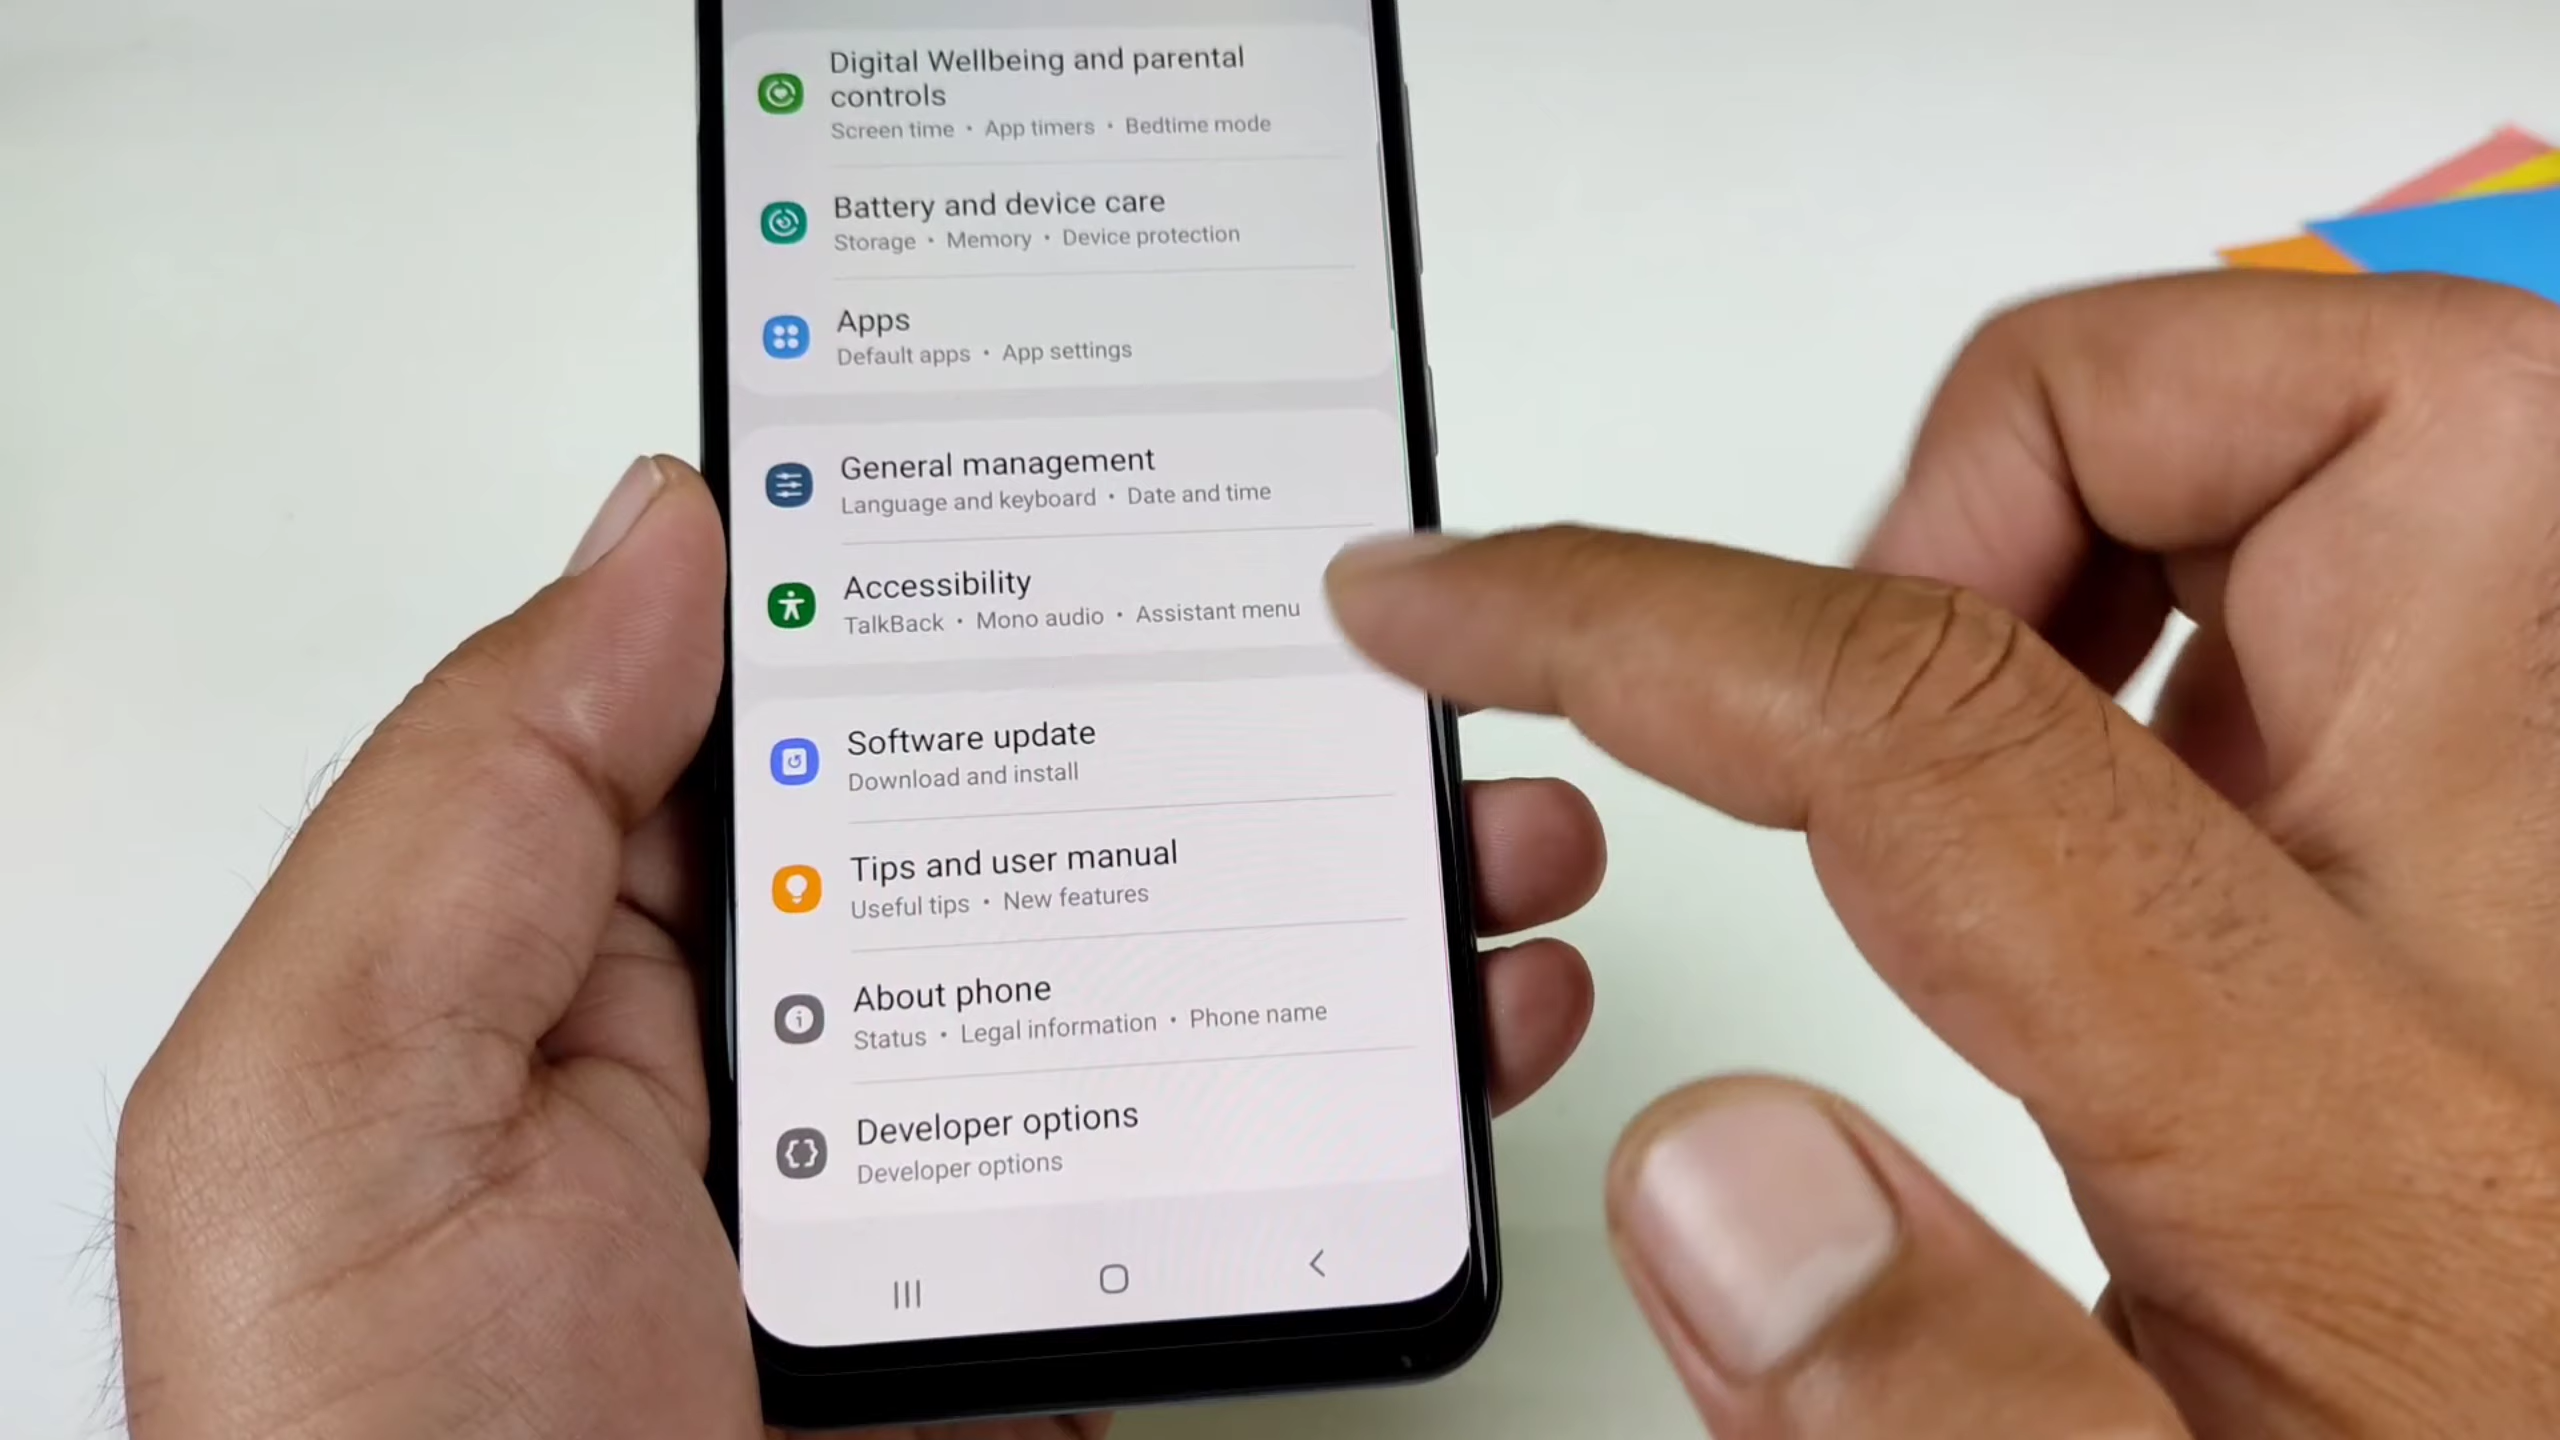 Digital Wellbeing and parental
controls
Screen time • App timers • Bedtime mode
Battery and device care
Storage • Memory • Device protection
Apps
Default apps • App settings
General management
Language and keyboard • Date and time
Accessibility
TalkBack • Mono audio • Assistant menu
Software update
Download and install
Tips and user manual
Useful tips • New features
About phone
Status • Legal information • Phone name
Developer options
Developer options